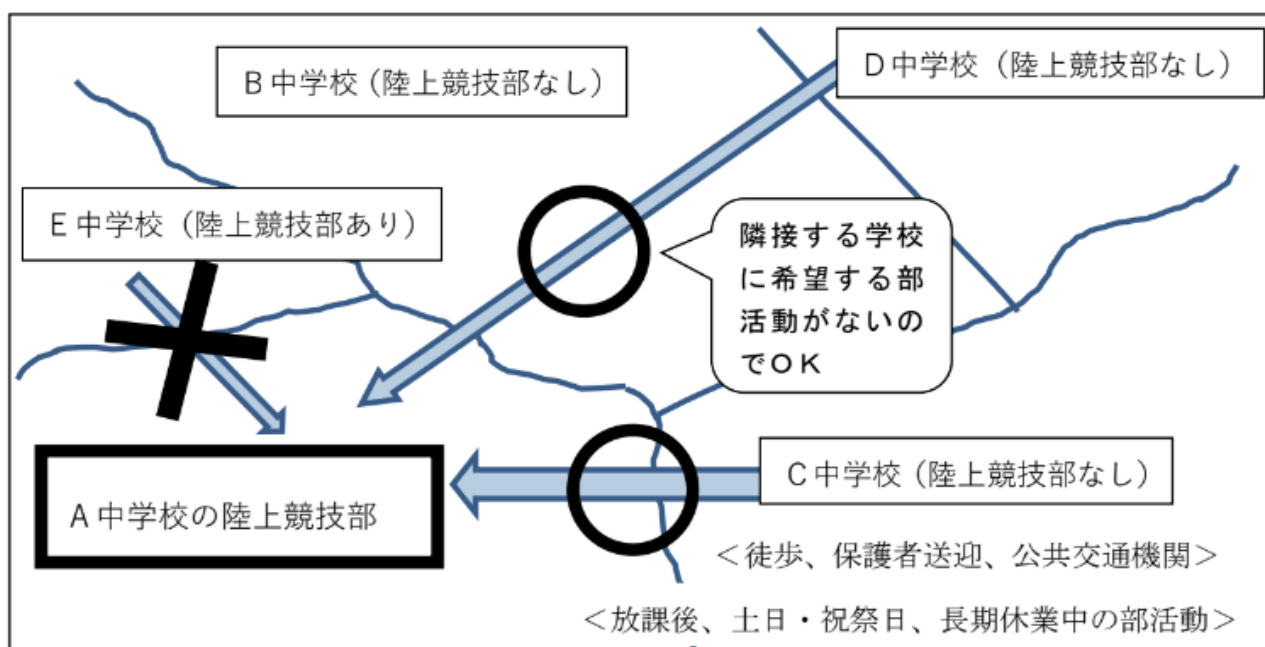 B中学校（陸上競技部なし）
D中学校（陸上競技部なし）
E中学校（陸上競技部あり）
隣接する学校
に希望する部
活動がないの
でＯＫ
A中学校の陸上競技部
C中学校（陸上競技部なし）
＜徒歩、保護者送迎、公共交通機関＞
＜放課後、土日・祝祭日、長期休業中の部活動＞